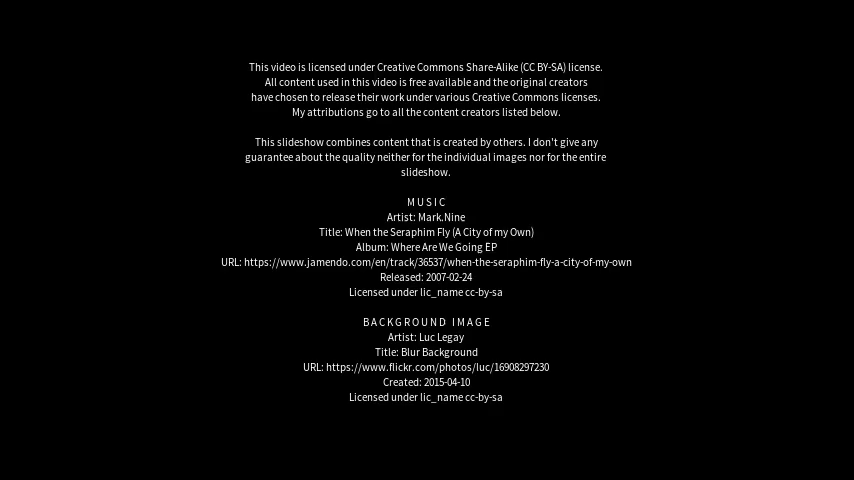 This video is licensed under Creative Commons Share-Alike (CC BY-SA) license.
All content used in this video is free available and the original creators
have chosen to release their work under various Creative Commons licenses.
My attributions go to all the content creators listed below.
This slideshow combines content that is created by others. I don't give any
guarantee about the quality neither for the individual images nor for the entire
slideshow.
MUSIC
Artist: Mark.Nine
Title: When the Seraphim Fly (A City of my Own)
Album: Where Are We Going EP
URL: https://www.jamendo.com/en/track/36537/when-the-seraphim-fly-a-city-of-my-own
Released: 2007-02-24
Licensed under lic_name cc-by-sa
BACKGROUND IMAGE
Artist: Luc Legay
Title: Blur Background
URL: https://www.flickr.com/photos/luc/16908297230
Created: 2015-04-10
Licensed under lic_name cc-by-sa